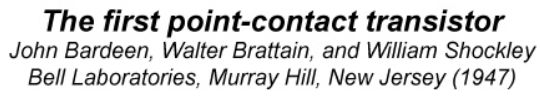 The first point-contact transistor
John Bardeen, Walter Brattain, and William Shockley
Bell Laboratories, Murray Hill, New Jersey (1947)